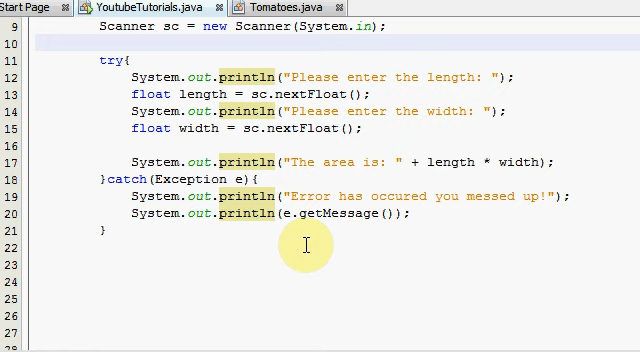 Start Page YoutubeTutorials.java Tomatoes.java
9 Scanner sc = new Scanner(System.in);
10
11 try{
12 System.out.println("Please enter the length: ");
13 float length = sc.nextFloat();
14 System.out.println("Please enter the width: ");
15 float width = sc.nextFloat();
16
17 System.out.println("The area is: " + length * width);
18 }catch(Exception e){
19 System.out.println("Error has occured you messed up!");
20 System.out.println(e.getMessage());
21 }
22
23
24
25
26
27
28